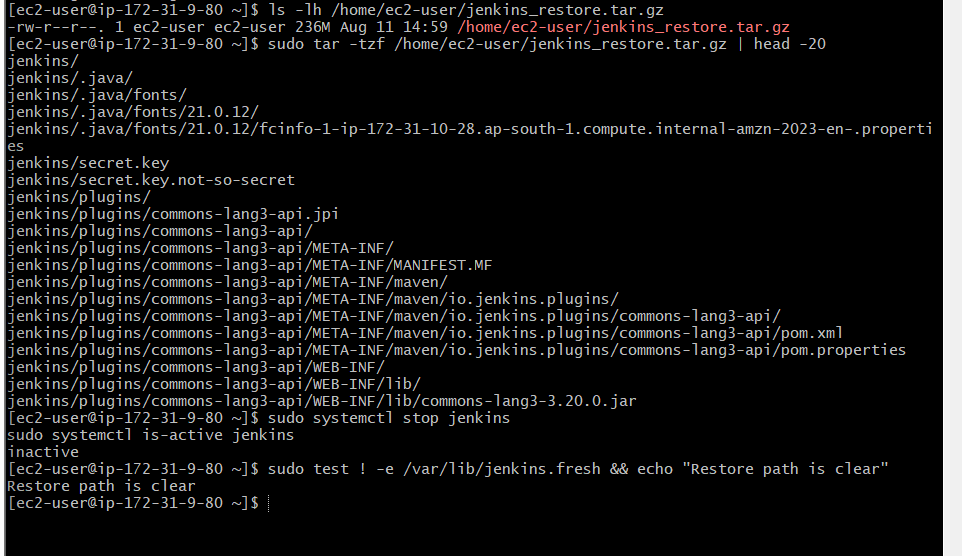 [ec2-user@ip-172-31-9-80 ~]$ ls -lh /home/ec2-user/jenkins_restore.tar.gz
-rw-r--r--. 1 ec2-user ec2-user 236M Aug 11 14:59 /home/ec2-user/jenkins_restore.tar.gz
[ec2-user@ip-172-31-9-80 ~]$ sudo tar -tzf /home/ec2-user/jenkins_restore.tar.gz | head -20
jenkins/
jenkins/.java/
jenkins/.java/fonts/
jenkins/.java/fonts/21.0.12/
jenkins/.java/fonts/21.0.12/fcinfo-1-ip-172-31-10-28.ap-south-1.compute.internal-amzn-2023-en-.properti
es
jenkins/secret.key
jenkins/secret.key.not-so-secret
jenkins/plugins/
jenkins/plugins/commons-lang3-api.jpi
jenkins/plugins/commons-lang3-api/
jenkins/plugins/commons-lang3-api/META-INF/
jenkins/plugins/commons-lang3-api/META-INF/MANIFEST.MF
jenkins/plugins/commons-lang3-api/META-INF/maven/
jenkins/plugins/commons-lang3-api/META-INF/maven/io.jenkins.plugins/
jenkins/plugins/commons-lang3-api/META-INF/maven/io.jenkins.plugins/commons-lang3-api/
jenkins/plugins/commons-lang3-api/META-INF/maven/io.jenkins.plugins/commons-lang3-api/pom.xml
jenkins/plugins/commons-lang3-api/META-INF/maven/io.jenkins.plugins/commons-lang3-api/pom.properties
jenkins/plugins/commons-lang3-api/WEB-INF/
jenkins/plugins/commons-lang3-api/WEB-INF/lib/
jenkins/plugins/commons-lang3-api/WEB-INF/lib/commons-lang3-3.20.0.jar
[ec2-user@ip-172-31-9-80 ~]$ sudo systemctl stop jenkins
sudo systemctl is-active jenkins
inactive
[ec2-user@ip-172-31-9-80 ~]$ sudo test ! -e /var/lib/jenkins.fresh && echo "Restore path is clear"
Restore path is clear
[ec2-user@ip-172-31-9-80 ~]$